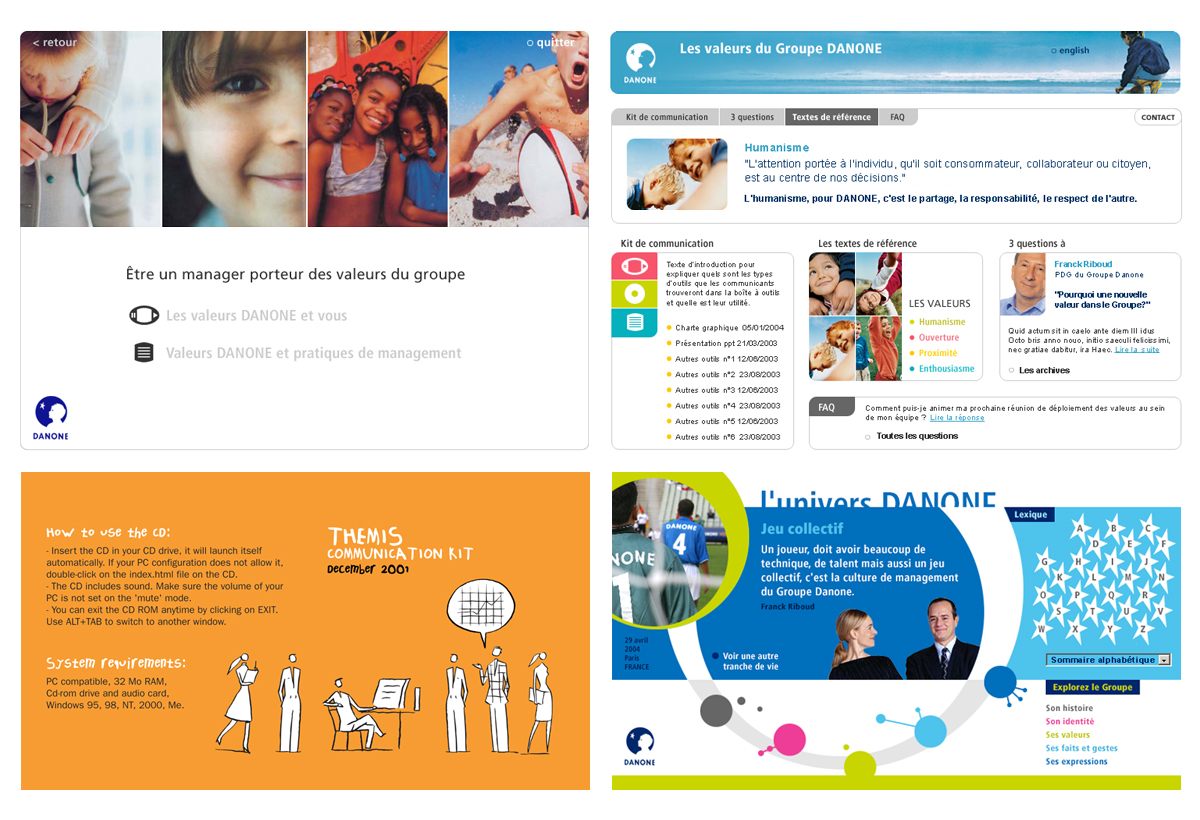 < retour
quitter
Être un manager porteur des valeurs du groupe
Les valeurs DANONE et vous
Valeurs DANONE et pratiques de management
DANONE
Les valeurs du Groupe DANONE
english
DANONE
Kit de communication
3 questions
Textes de référence
FAQ
CONTACT
Humanisme
"L'attention portée à l'individu, qu'il soit consommateur, collaborateur ou citoyen,
est au centre de nos décisions."
L'humanisme, pour DANONE, c'est le partage, la responsabilité, le respect de l'autre.
Kit de communication
Texte d'introduction pour
expliquer quels sont les types
d'outils que les communicants
trouveront dans la boîte à outils
et quelle est leur utilité.
Charte graphique 05/01/2004
Présentation ppt 21/03/2003
Autres outils n°1 12/06/2003
Autres outils n°2 23/08/2003
Autres outils n°3 12/06/2003
Autres outils n°4 23/08/2003
Autres outils n°5 12/06/2003
Autres outils n°6 23/08/2003
Les textes de référence
LES VALEURS
Humanisme
Ouverture
Proximité
Enthousiasme
3 questions à
Franck Riboud
PDG du Groupe Danone
"Pourquoi une nouvelle
valeur dans le Groupe?"
Quid actum sit in caelo ante diem III idus
Octo bris anno nouo, initio saeculi felicissimi,
nec gratiae dabitur, ira Haec. Lire la suite
Les archives
FAQ
Comment puis-je animer ma prochaine réunion de déploiement des valeurs au sein
de mon équipe ? Lire la réponse
Toutes les questions
How to use the CD:
- Insert the CD in your CD drive, it will launch itself
automatically. If your PC configuration does not allow it,
double-click on the index.html file on the CD.
- The CD includes sound. Make sure the volume of your
PC is not set on the 'mute' mode.
- You can exit the CD ROM anytime by clicking on EXIT.
Use ALT+TAB to switch to another window.
System requirements:
PC compatible, 32 Mo RAM,
Cd-rom drive and audio card,
Windows 95, 98, NT, 2000, Me.
THEMIS
COMMUNICATION KIT
December 2001
l'univers DANONE
DANONE
4
NONE
1
Jeu collectif
Un joueur, doit avoir beaucoup de
technique, de talent mais aussi un jeu
collectif, c'est la culture de management
du Groupe Danone.
Franck Riboud
29 avril
2004
Paris
FRANCE
Voir une autre
tranche de vie
Lexique
A B C
D E F
G H I
K L M J N
O P Q R
S T U V
W X Y Z
Sommaire alphabétique
Explorez le Groupe
Son histoire
Son identité
Ses valeurs
Ses faits et gestes
Ses expressions
DANONE